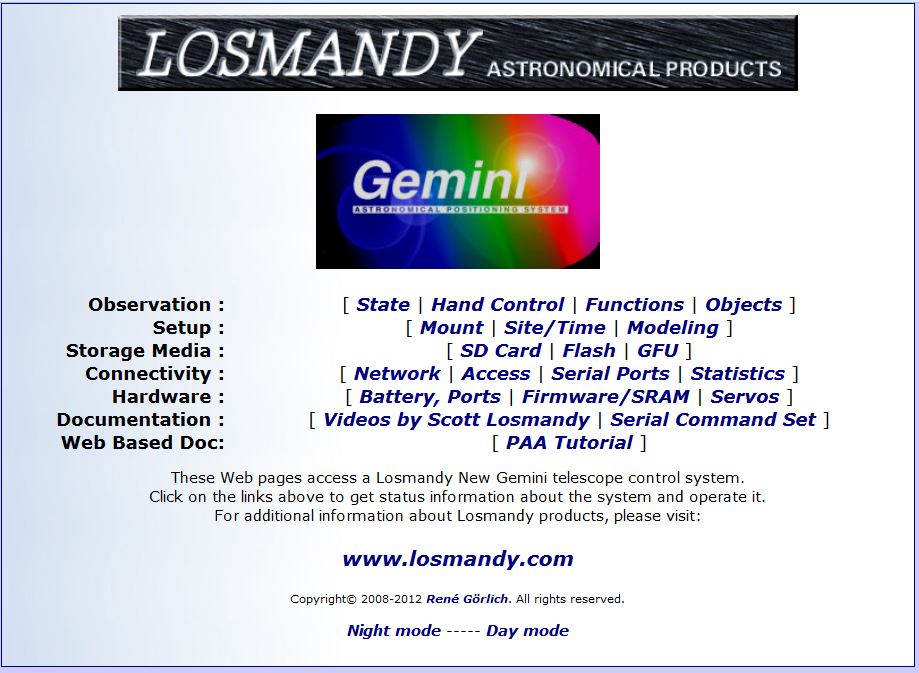 LOSMANDY ASTRONOMICAL PRODUCTS
Gemini
ASTRONOMICAL POSITIONING SYSTEM
Observation : [ State | Hand Control | Functions | Objects ]
Setup : [ Mount | Site/Time | Modeling ]
Storage Media : [ SD Card | Flash | GFU ]
Connectivity : [ Network | Access | Serial Ports | Statistics ]
Hardware : [ Battery, Ports | Firmware/SRAM | Servos ]
Documentation : [ Videos by Scott Losmandy | Serial Command Set ]
Web Based Doc: [ PAA Tutorial ]
These Web pages access a Losmandy New Gemini telescope control system.
Click on the links above to get status information about the system and operate it.
For additional information about Losmandy products, please visit:
www.losmandy.com
Copyright© 2008-2012 René Görlich. All rights reserved.
Night mode ----- Day mode